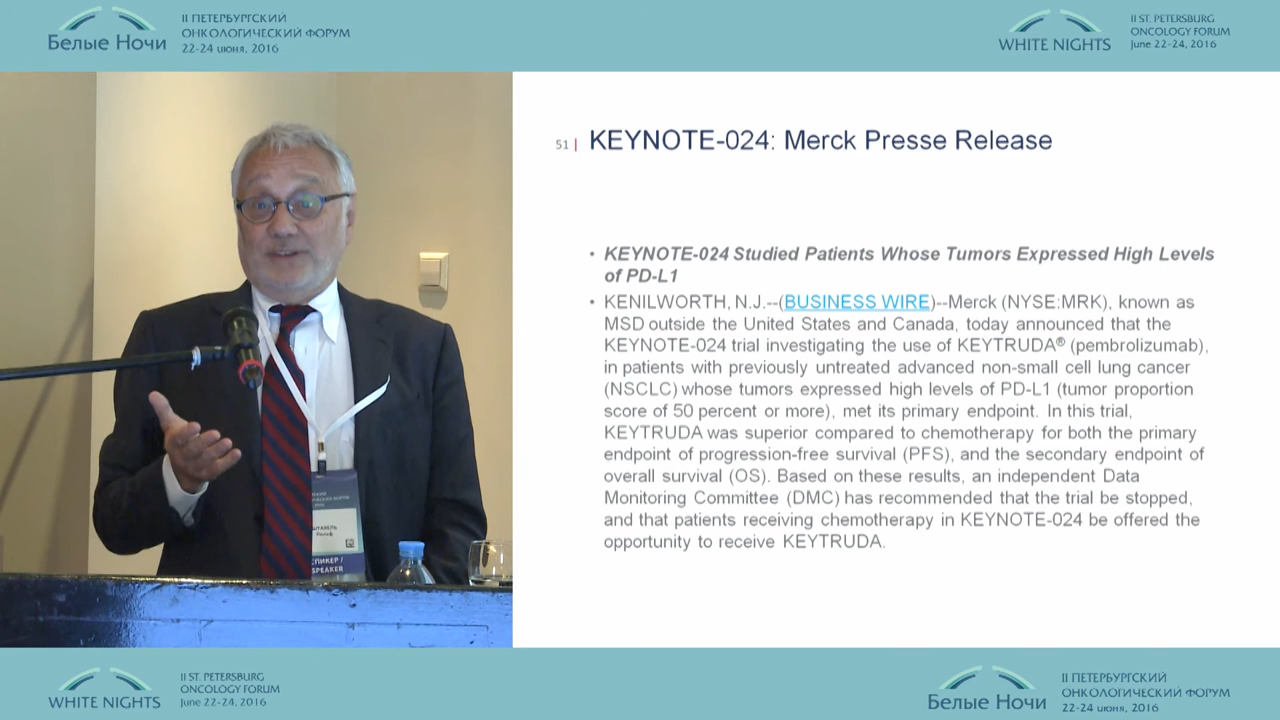 Белые Ночи
II ПЕТЕРБУРГСКИЙ
ОНКОЛОГИЧЕСКИЙ ФОРУМ
22-24 июня, 2016
WHITE NIGHTS
II ST. PETERSBURG
ONCOLOGY FORUM
June 22-24, 2016
51 | KEYNOTE-024: Merck Presse Release
• KEYNOTE-024 Studied Patients Whose Tumors Expressed High Levels
of PD-L1
• KENILWORTH, N.J.--(BUSINESS WIRE)--Merck (NYSE:MRK), known as
MSD outside the United States and Canada, today announced that the
KEYNOTE-024 trial investigating the use of KEYTRUDA® (pembrolizumab),
in patients with previously untreated advanced non-small cell lung cancer
(NSCLC) whose tumors expressed high levels of PD-L1 (tumor proportion
score of 50 percent or more), met its primary endpoint. In this trial,
KEYTRUDA was superior compared to chemotherapy for both the primary
endpoint of progression-free survival (PFS), and the secondary endpoint of
overall survival (OS). Based on these results, an independent Data
Monitoring Committee (DMC) has recommended that the trial be stopped,
and that patients receiving chemotherapy in KEYNOTE-024 be offered the
opportunity to receive KEYTRUDA.
СПИКЕР /
SPEAKER
WHITE NIGHTS
II ST. PETERSBURG
ONCOLOGY FORUM
June 22-24, 2016
Белые Ночи
II ПЕТЕРБУРГСКИЙ
ОНКОЛОГИЧЕСКИЙ ФОРУМ
22-24 июня, 2016